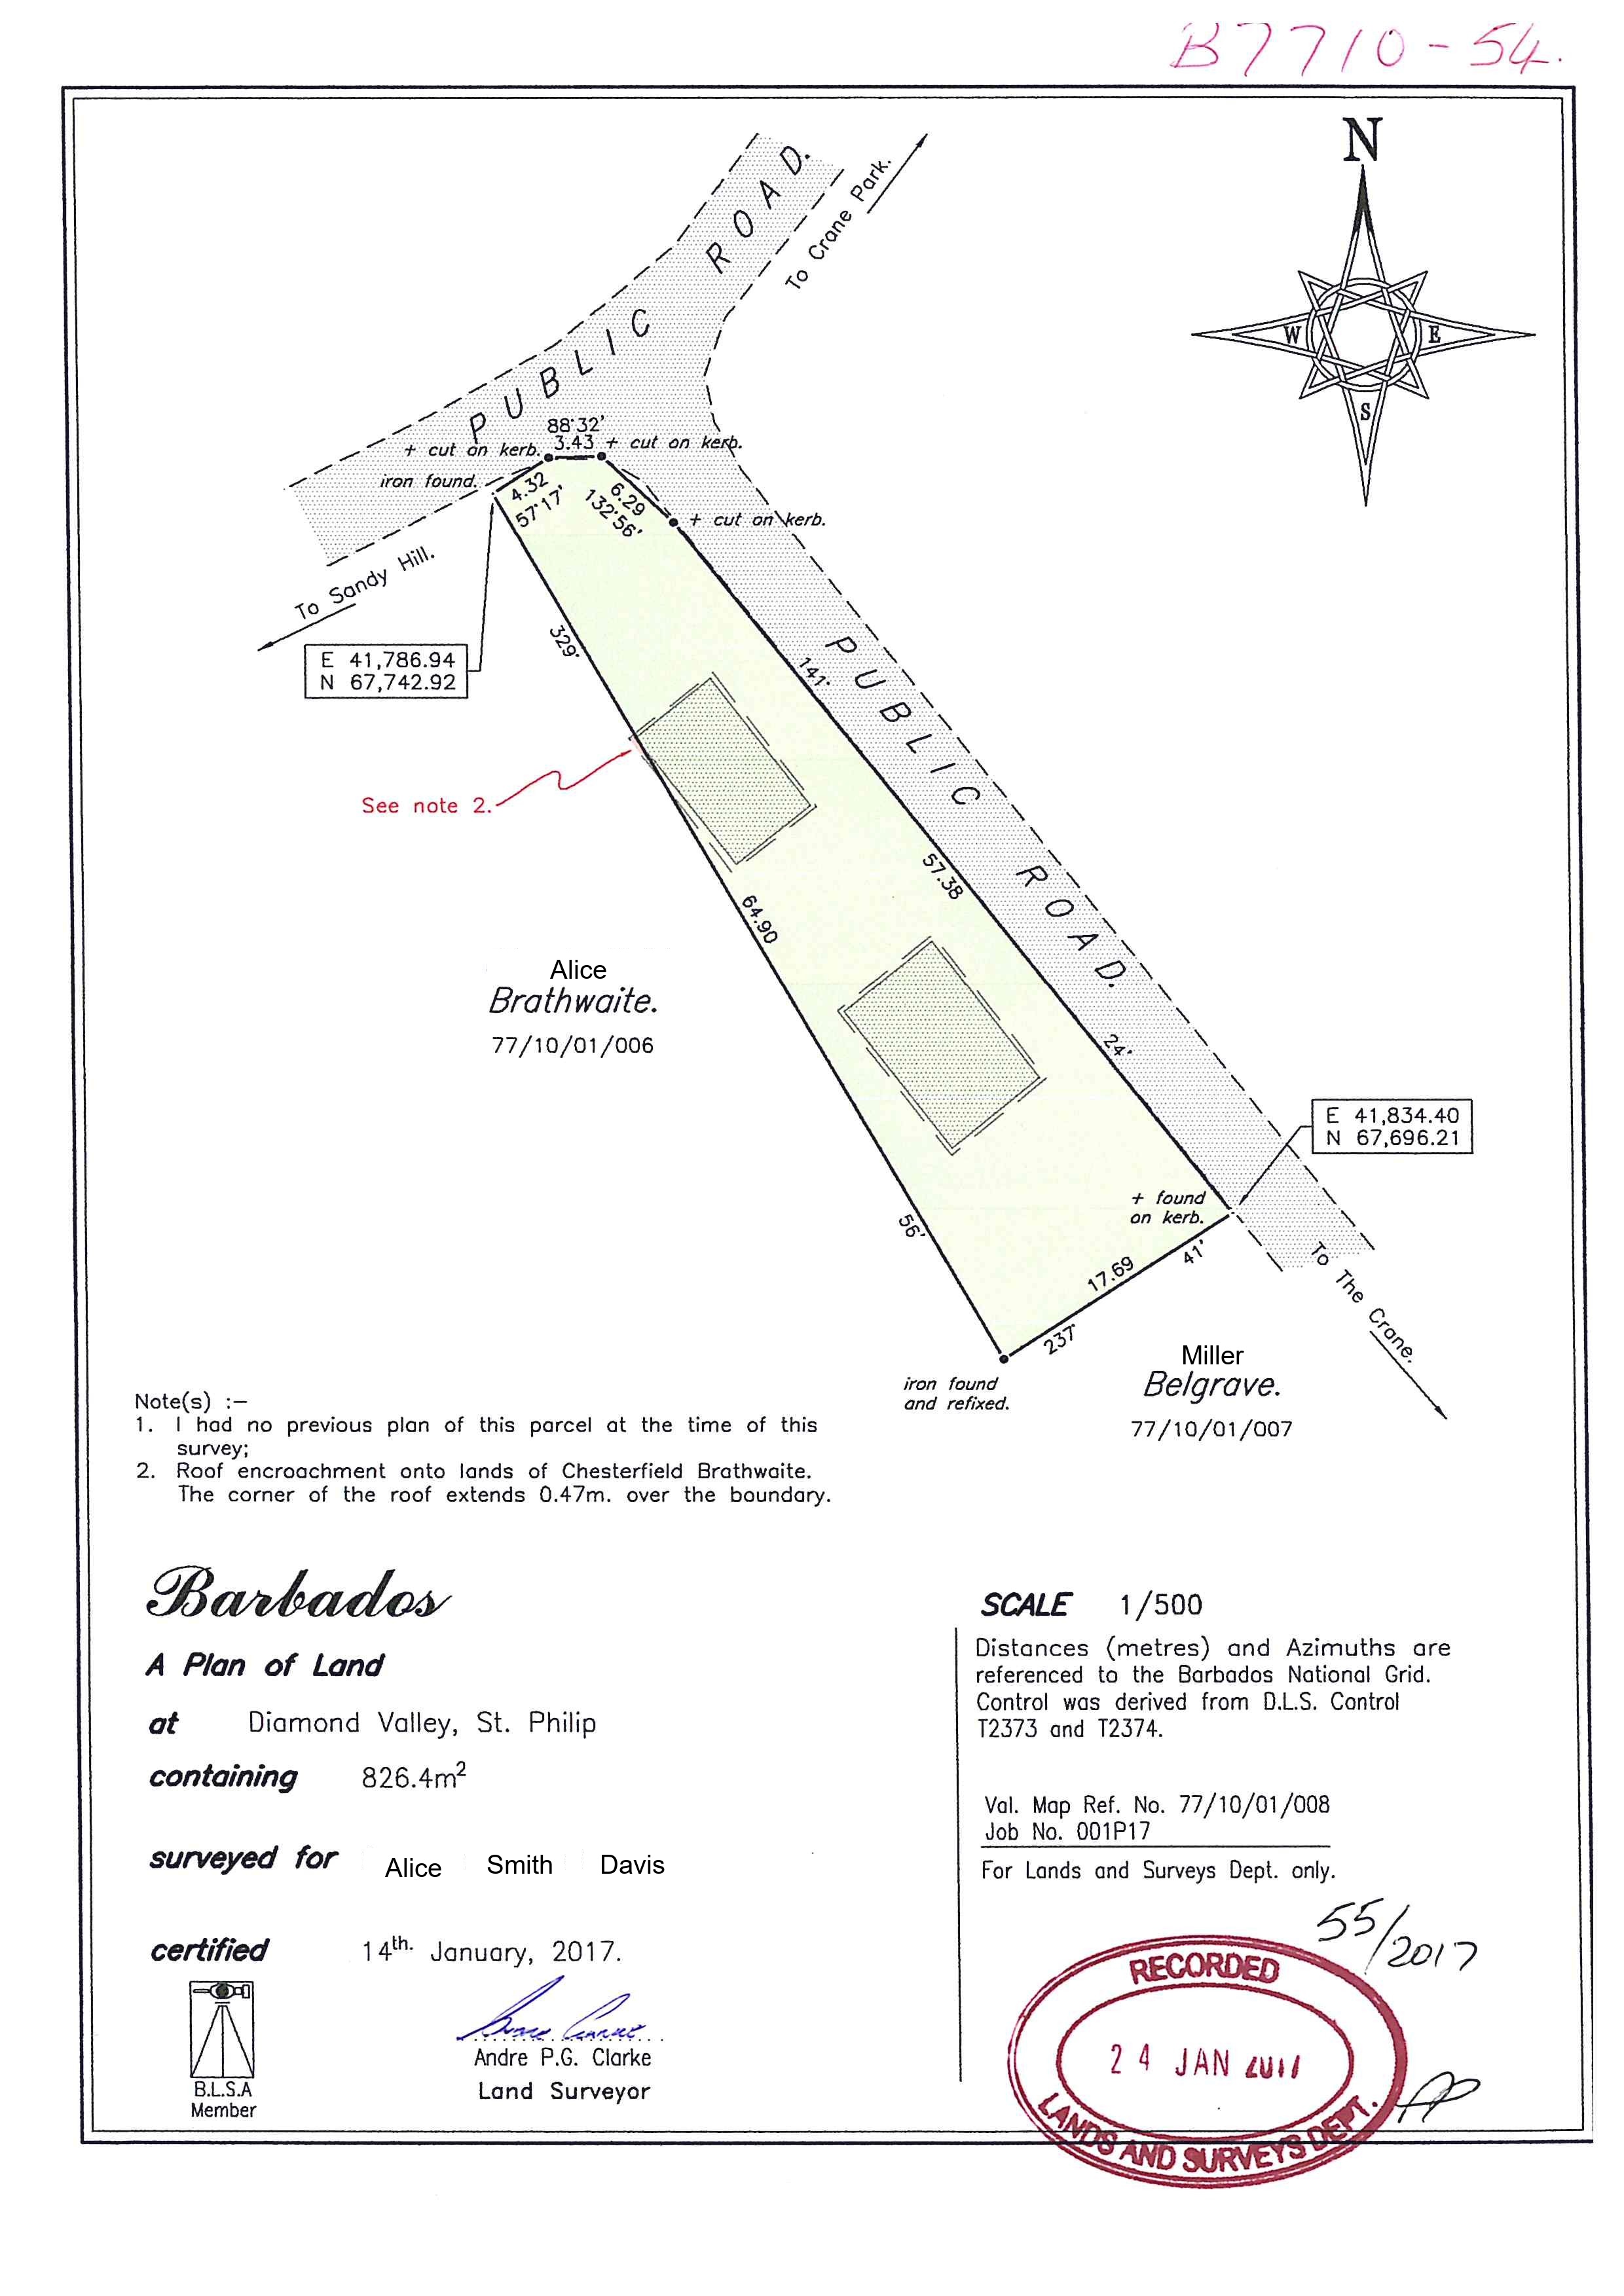 B7710-54.
N
W
E
S
PUBLIC ROAD.
To Crane Park.
88°32'
+ cut on kerb.
3.43
+ cut on kerb.
iron found.
4.32
57°17'
6.29
132°56'
+ cut on kerb.
To Sandy Hill.
329°
E 41,786.94
N 67,742.92
141°
PUBLIC ROAD.
See note 2.
57.38
64.90
Alice
Brathwaite.
77/10/01/006
24'
E 41,834.40
N 67,696.21
+ found
on kerb.
56'
41'
17.69
237°
To The Crane.
iron found
and refixed.
Miller
Belgrave.
77/10/01/007
Note(s) :-
1. I had no previous plan of this parcel at the time of this
survey;
2. Roof encroachment onto lands of Chesterfield Brathwaite.
The corner of the roof extends 0.47m. over the boundary.
Barbados
A Plan of Land
at Diamond Valley, St. Philip
containing 826.4m²
surveyed for Alice Smith Davis
certified 14th. January, 2017.
B.L.S.A
Member
Andre P.G. Clarke
Land Surveyor
SCALE 1/500
Distances (metres) and Azimuths are
referenced to the Barbados National Grid.
Control was derived from D.L.S. Control
T2373 and T2374.
Val. Map Ref. No. 77/10/01/008
Job No. 001P17
For Lands and Surveys Dept. only.
55/2017
RECORDED
24 JAN 2017
LANDS AND SURVEYS DEPT.
AP